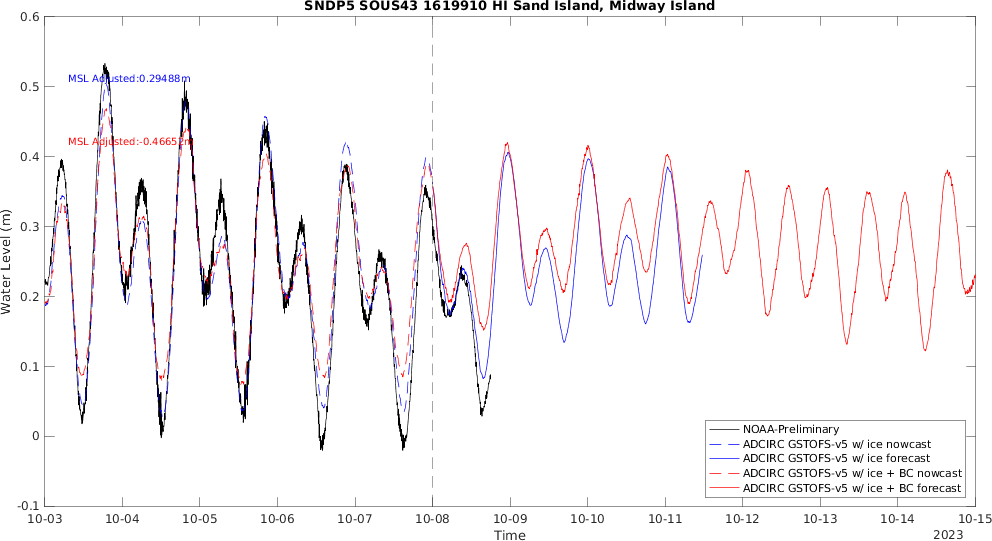 SNDP5 SOUS43 1619910 HI Sand Island, Midway Island
0.6
0.5
0.4
0.3
0.2
0.1
0
-0.1
Water Level (m)
MSL Adjusted:0.29488m
MSL Adjusted:-0.46652m
NOAA-Preliminary
ADCIRC GSTOFS-v5 w/ ice nowcast
ADCIRC GSTOFS-v5 w/ ice forecast
ADCIRC GSTOFS-v5 w/ ice + BC nowcast
ADCIRC GSTOFS-v5 w/ ice + BC forecast
10-03 10-04 10-05 10-06 10-07 10-08 10-09 10-10 10-11 10-12 10-13 10-14 10-15
Time
2023